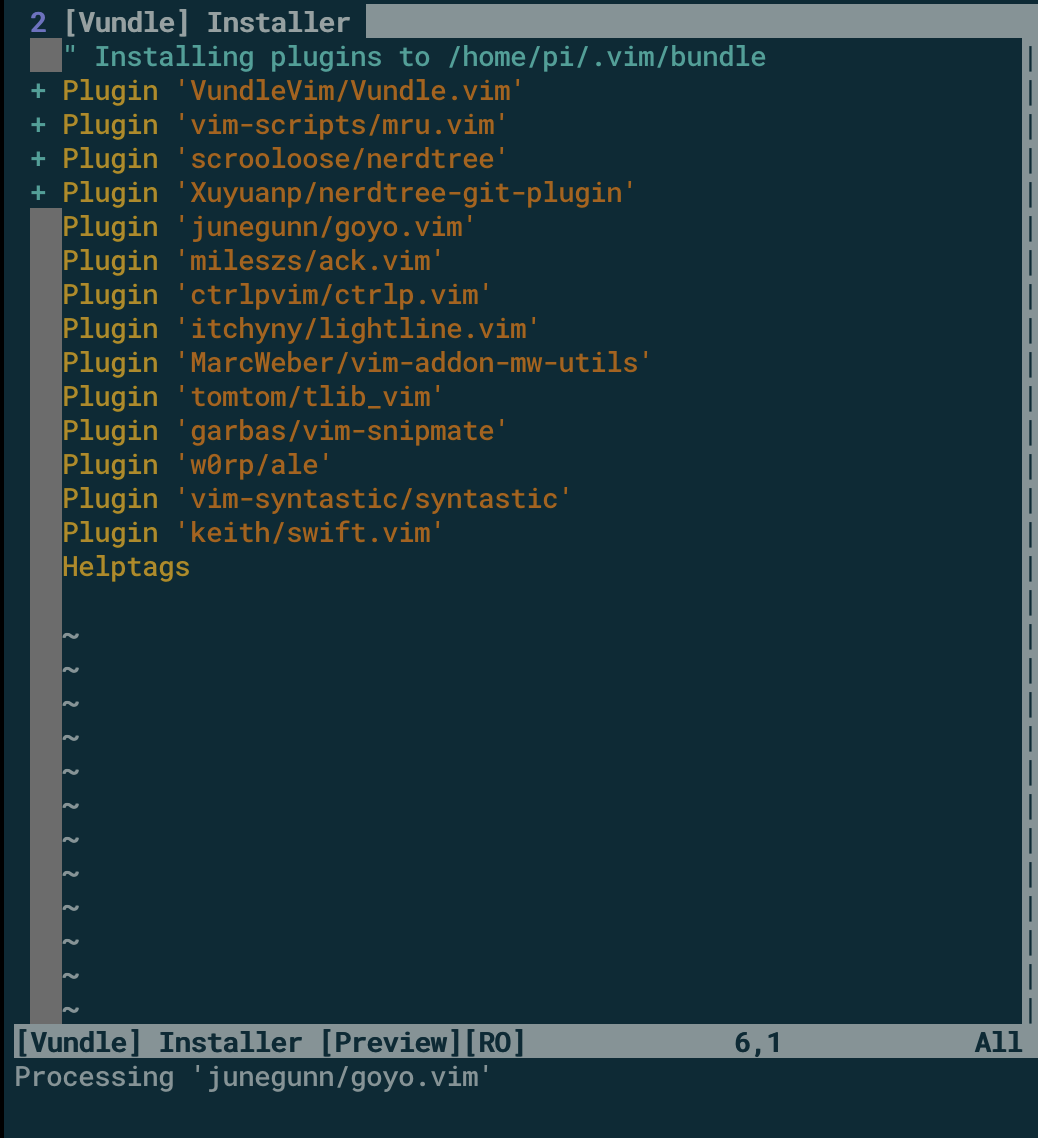 2 [Vundle] Installer
" Installing plugins to /home/pi/.vim/bundle
+ Plugin 'VundleVim/Vundle.vim'
+ Plugin 'vim-scripts/mru.vim'
+ Plugin 'scrooloose/nerdtree'
+ Plugin 'Xuyuanp/nerdtree-git-plugin'
Plugin 'junegunn/goyo.vim'
Plugin 'mileszs/ack.vim'
Plugin 'ctrlpvim/ctrlp.vim'
Plugin 'itchyny/lightline.vim'
Plugin 'MarcWeber/vim-addon-mw-utils'
Plugin 'tomtom/tlib_vim'
Plugin 'garbas/vim-snipmate'
Plugin 'w0rp/ale'
Plugin 'vim-syntastic/syntastic'
Plugin 'keith/swift.vim'
Helptags
~
~
~
~
~
~
~
~
~
~
~
~
[Vundle] Installer [Preview][RO] 6,1 All
Processing 'junegunn/goyo.vim'